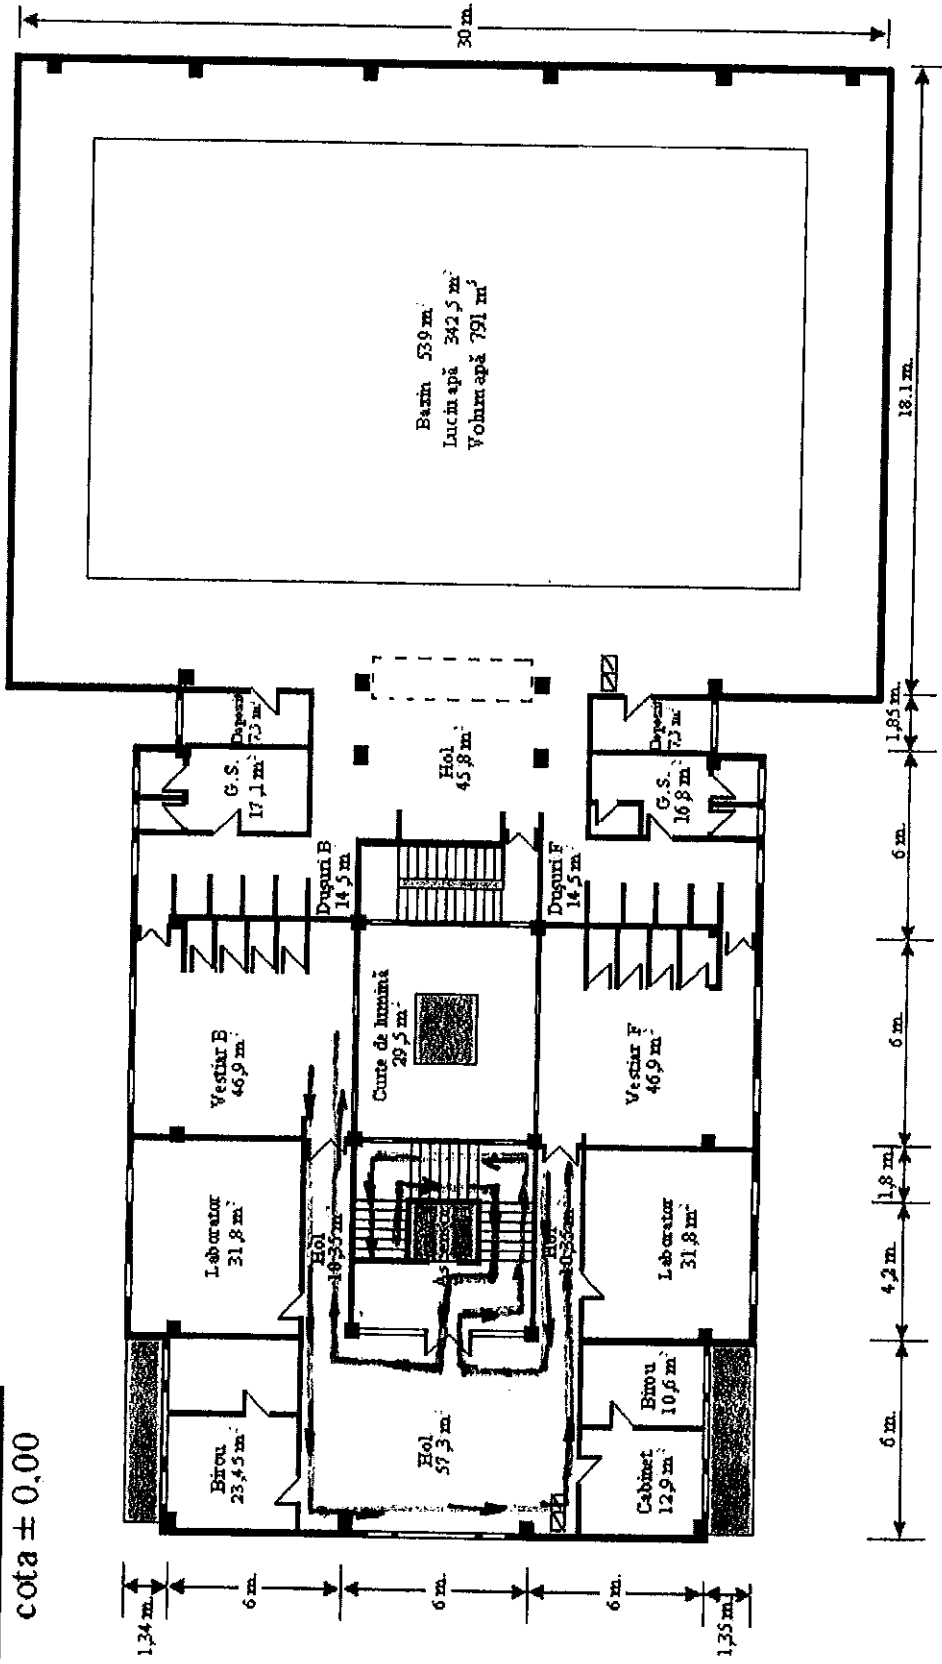 cota ± 0,00
30 m.
Bazin 539 m²
Luciu apă 342,5 m²
Volum apă 791 m³
18.1 m.
Depozit
7,3 m²
G.S.
17,1 m²
Hol
45,8 m²
Depozit
7,3 m²
G.S.
16,8 m²
1,85 m.
6 m.
Dușuri B
14,5 m
Dușuri F
14,5 m
Vestiar B
46,9 m²
Curte de lumină
29,5 m²
Vestiar F
46,9 m²
6 m.
Laborator
31,8 m²
Hol
10,35 m²
Hol
10,35 m²
Laborator
31,8 m²
1,8 m
4,2 m
Birou
23,45 m²
Hol
57,3 m²
Birou
10,6 m²
Cabinet
12,9 m²
6 m.
1,34 m.
6 m.
6 m.
6 m.
1,35 m